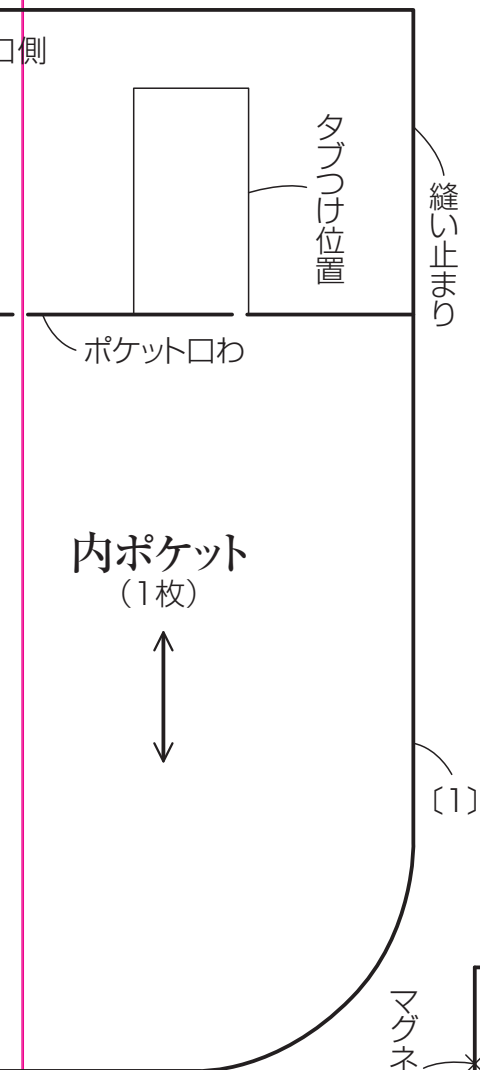 口側
タブつけ位置
縫い止まり
ポケット口わ
内ポケット
（1枚）
〔1〕
マグネ